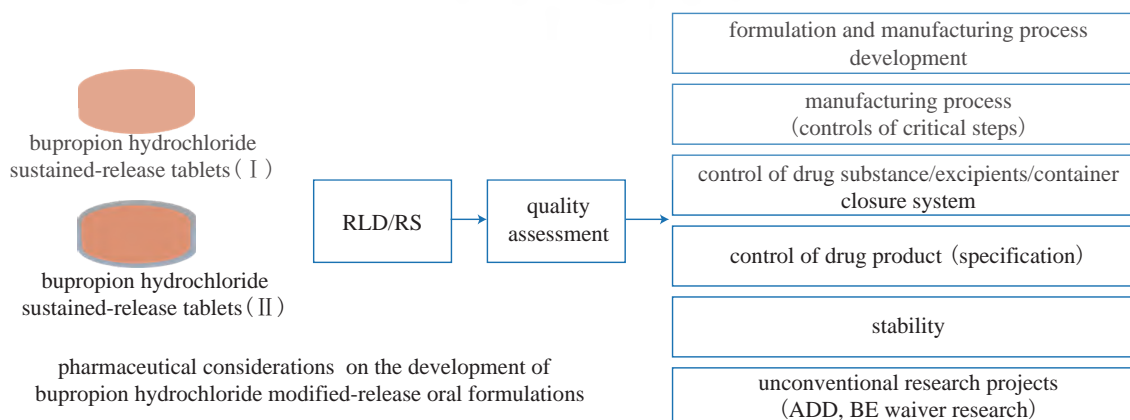 bupropion hydrochloride
sustained-release tablets(Ⅰ)
bupropion hydrochloride
sustained-release tablets(Ⅱ)
pharmaceutical considerations on the development of
bupropion hydrochloride modified-release oral formulations
RLD/RS
quality
assessment
formulation and manufacturing process
development
manufacturing process
(controls of critical steps)
control of drug substance/excipients/container
closure system
control of drug product (specification)
stability
unconventional research projects
(ADD, BE waiver research)